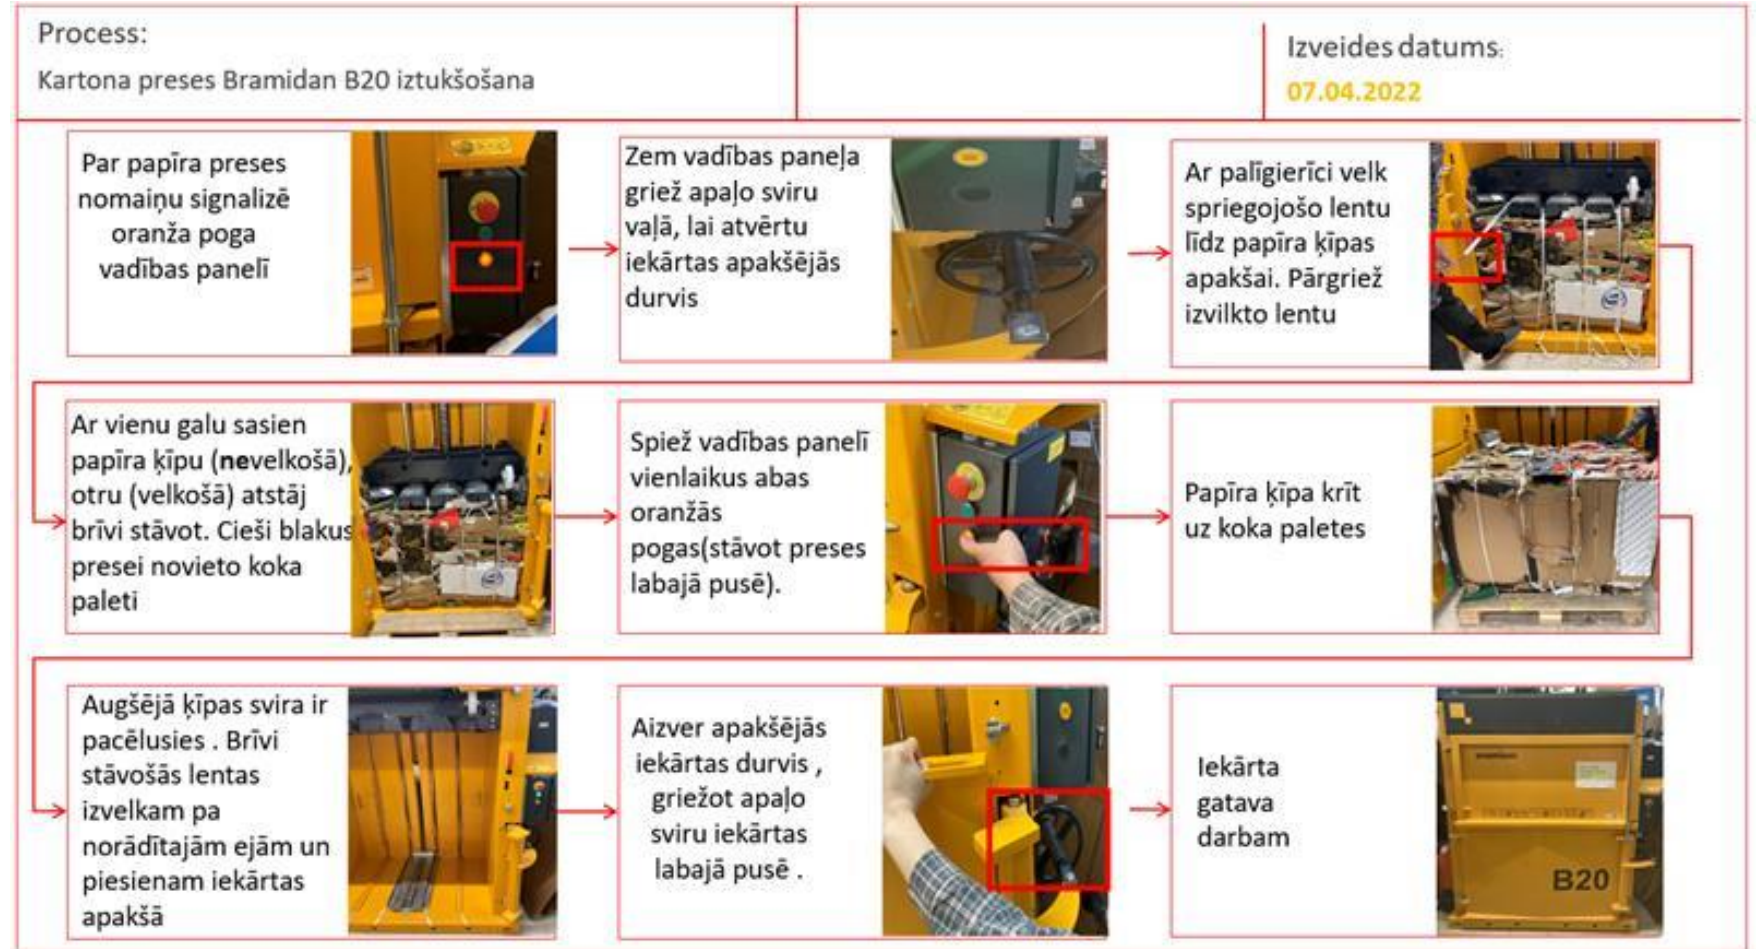 Process:
Kartona preses Bramidan B20 iztukšošana
Izveides datums:
07.04.2022
Par papīra preses
nomaiņu signalizē
oranža poga
vadības panelī
Zem vadības paneļa
griež apaļo sviru
vaļā, lai atvērtu
iekārtas apakšējās
durvis
Ar palīgierīci velk
spriegojošo lentu
līdz papīra ķīpas
apakšai. Pārgriež
izvilkto lentu
Ar vienu galu sasien
papīra ķīpu (nevelkošā),
otru (velkošā) atstāj
brīvi stāvot. Cieši blakus
presei novieto koka
paleti
Spiež vadības panelī
vienlaikus abas
oranžās
pogas(stāvot preses
labajā pusē).
Papīra ķīpa krīt
uz koka paletes
Augšējā ķīpas svira ir
pacēlusies . Brīvi
stāvošās lentas
izvelkam pa
norādītajām ejām un
piesienam iekārtas
apakšā
Aizver apakšējās
iekārtas durvis ,
griežot apaļo
sviru iekārtas
labajā pusē .
Iekārta
gatava
darbam
B20